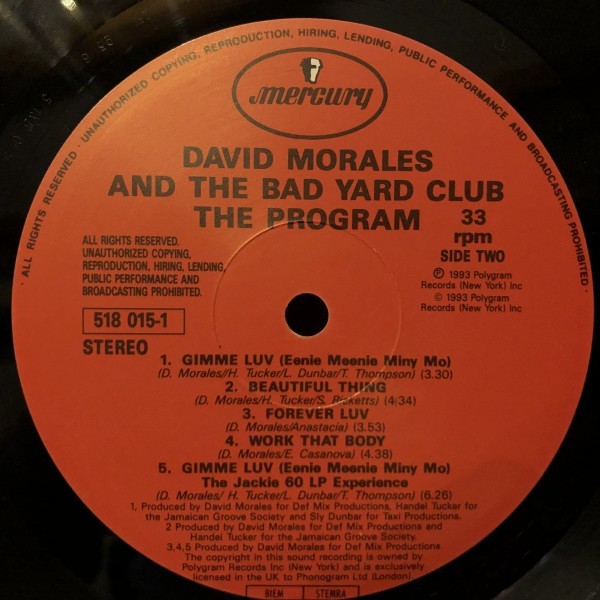 ALL RIGHTS RESERVED · UNAUTHORIZED COPYING, REPRODUCTION, HIRING, LENDING, PUBLIC PERFORMANCE AND BROADCASTING PROHIBITED ·
mercury
DAVID MORALES
AND THE BAD YARD CLUB
THE PROGRAM
33
rpm
SIDE TWO
ALL RIGHTS RESERVED.
UNAUTHORIZED COPYING,
REPRODUCTION, HIRING, LENDING,
PUBLIC PERFORMANCE AND
BROADCASTING PROHIBITED.
℗ 1993 Polygram
Records (New York) Inc
© 1993 Polygram
Records (New York) Inc
518 015-1
STEREO
1. GIMME LUV (Eenie Meenie Miny Mo)
(D. Morales//H. Tucker/L. Dunbar/T. Thompson) (3.30)
2. BEAUTIFUL THING
(D. Morales/H. Tucker/S. Ricketts) (4:34)
3. FOREVER LUV
(D. Morales/Anastacia) (3.53)
4. WORK THAT BODY
(D. Morales/E. Casanova) (4.38)
5. GIMME LUV (Eenie Meenie Miny Mo)
The Jackie 60 LP Experience
(D. Morales/ H. Tucker/L. Dunbar/T. Thompson) (6.26)
1, Produced by David Morales for Def Mix Productions, Handel Tucker for
the Jamaican Groove Society and Sly Dunbar for Taxi Productions.
2 Produced by David Morales for Def Mix Productions and
Handel Tucker for the Jamaican Groove Society.
3,4,5 Produced by David Morales for Def Mix Productions
The copyright in this sound recording is owned by
Polygram Records Inc (New York) and is exclusively
licensed in the UK to Phonogram Ltd (London).
BIEM
STEMRA